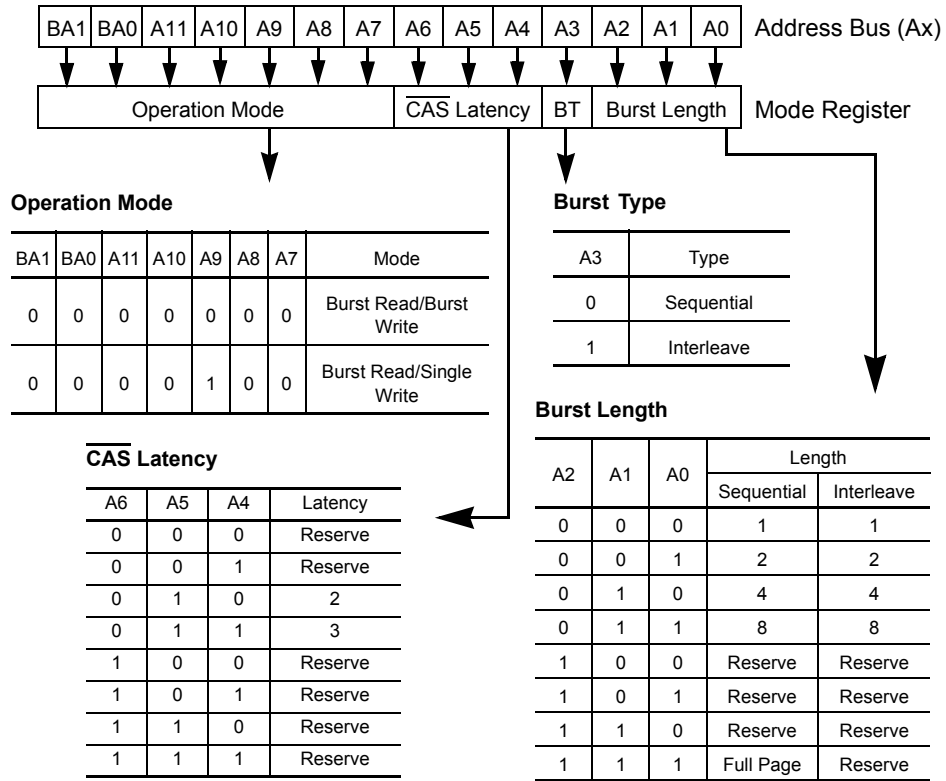 BA1 BA0 A11 A10 A9 A8 A7 A6 A5 A4 A3 A2 A1 A0 Address Bus (Ax)
Operation Mode CAS Latency BT Burst Length Mode Register
Operation Mode
BA1 BA0 A11 A10 A9 A8 A7 Mode
0 0 0 0 0 0 0 Burst Read/Burst
Write
0 0 0 0 1 0 0 Burst Read/Single
Write
Burst Type
A3 Type
0 Sequential
1 Interleave
CAS Latency
A6 A5 A4 Latency
0 0 0 Reserve
0 0 1 Reserve
0 1 0 2
0 1 1 3
1 0 0 Reserve
1 0 1 Reserve
1 1 0 Reserve
1 1 1 Reserve
Burst Length
A2 A1 A0 Length
Sequential Interleave
0 0 0 1 1
0 0 1 2 2
0 1 0 4 4
0 1 1 8 8
1 0 0 Reserve Reserve
1 0 1 Reserve Reserve
1 1 0 Reserve Reserve
1 1 1 Full Page Reserve